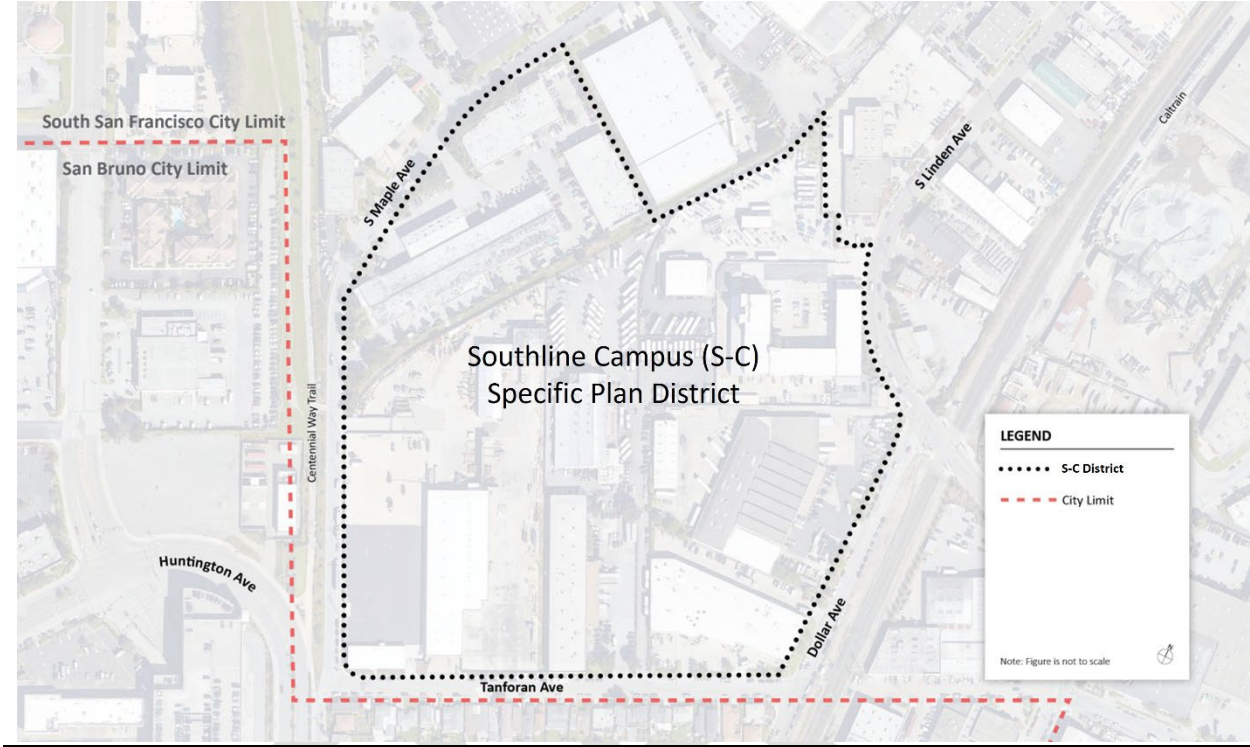 South San Francisco City Limit
San Bruno City Limit
S Maple Ave
S Linden Ave
Caltrain
Southline Campus (S-C)
Specific Plan District
Centennial Way Trail
Huntington Ave
Dollar Ave
Tanforan Ave
LEGEND
S-C District
City Limit
Note: Figure is not to scale